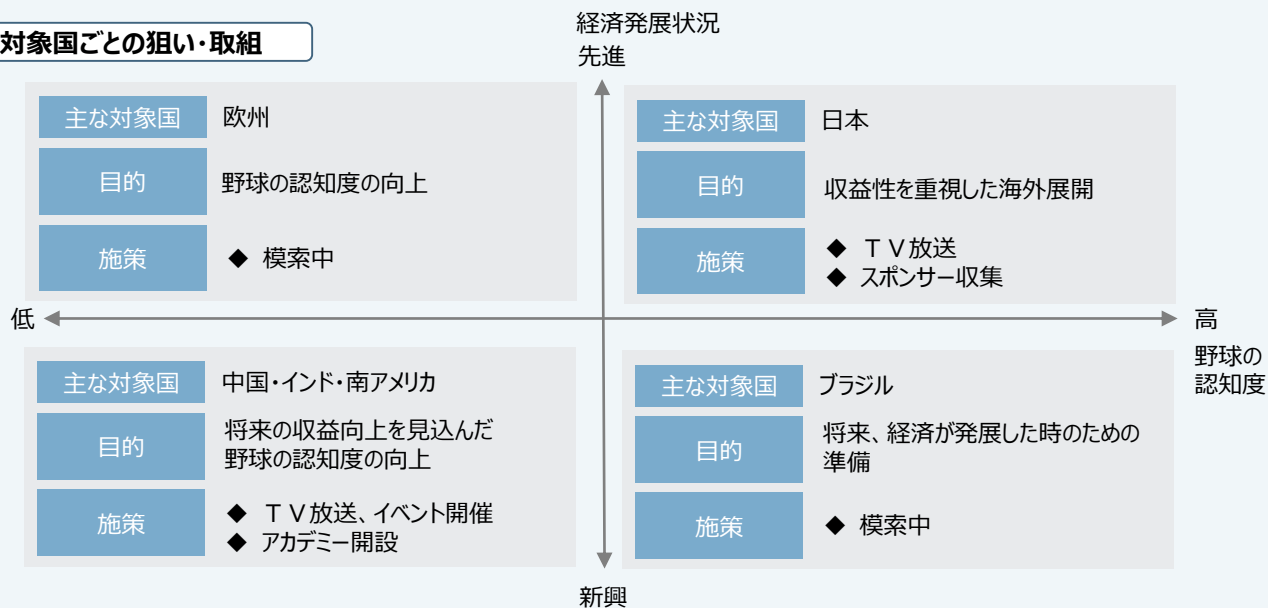 対象国ごとの狙い・取組
経済発展状況
先進
主な対象国
欧州
目的
野球の認知度の向上
施策
◆ 模索中
主な対象国
日本
目的
収益性を重視した海外展開
施策
◆ ＴＶ放送
◆ スポンサー収集
低
高
野球の
認知度
主な対象国
中国・インド・南アメリカ
目的
将来の収益向上を見込んだ
野球の認知度の向上
施策
◆ ＴＶ放送、イベント開催
◆ アカデミー開設
主な対象国
ブラジル
目的
将来、経済が発展した時のための
準備
施策
◆ 模索中
新興